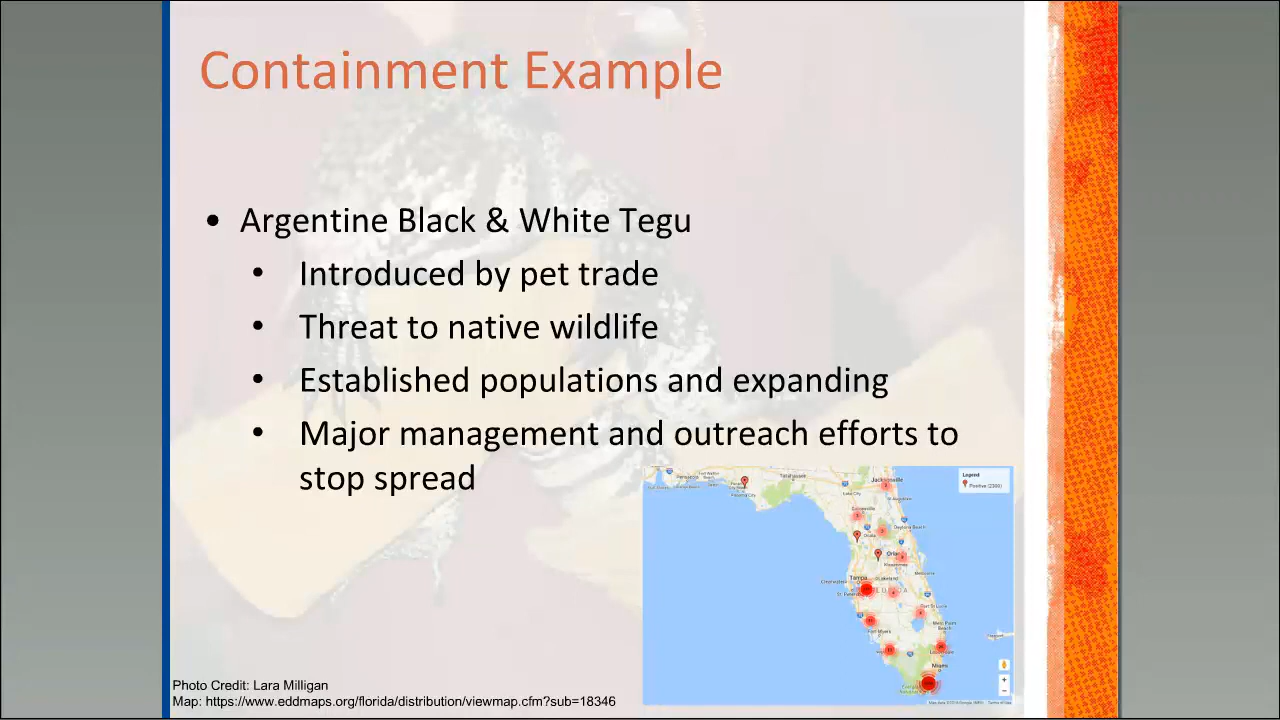 Containment Example
• Argentine Black & White Tegu
• Introduced by pet trade
• Threat to native wildlife
• Established populations and expanding
• Major management and outreach efforts to
stop spread
Jacksonville
Tampa
Fort Myers
Miami
Legend
Photo Credit: Lara Milligan
Map: https://www.eddmaps.org/florida/distribution/viewmap.cfm?sub=18346